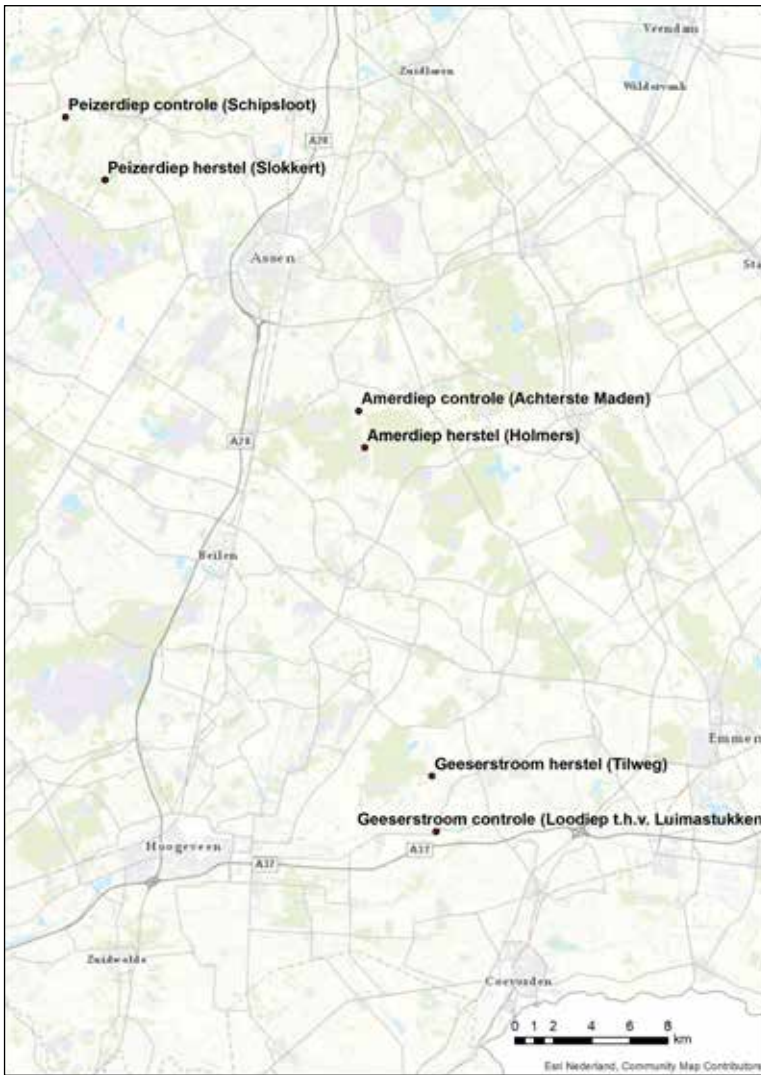 Veendam
Zuidlaren
Wildervank
Peizerdiep controle (Schipsloot)
A28
Peizerdiep herstel (Slokkert)
Assen
Sta
Amerdiep controle (Achterste Maden)
Amerdiep herstel (Holmers)
A28
Beilen
Emmen
Geeserstroom herstel (Tilweg)
Geeserstroom controle (Loodiep t.h.v. Luimastukken
Hoogeveen
A37
A37
Zuidwolde
Coevorden
0 1 2 4 6 8
km
Esri Nederland, Community Map Contributors